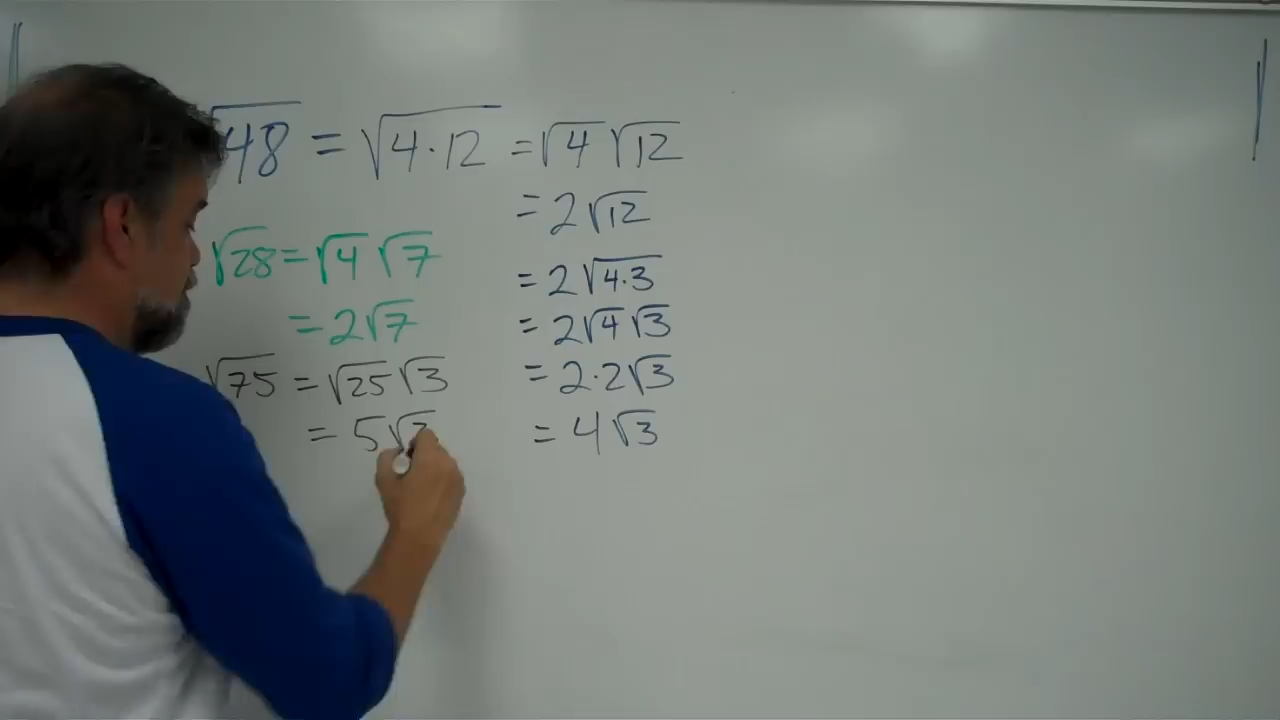 √48 = √4·12 = √4 √12
= 2√12
√28 = √4 √7
= 2√4·3
= 2√7
= 2√4 √3
√75 = √25 √3
= 2·2√3
= 5√3
= 4√3